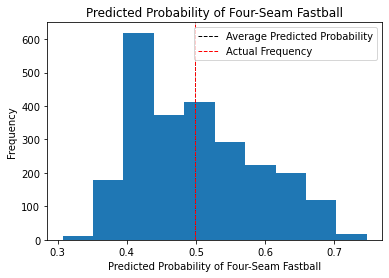 Predicted Probability of Four-Seam Fastball
Average Predicted Probability
Actual Frequency
Frequency
600
500
400
300
200
100
0
0.3 0.4 0.5 0.6 0.7
Predicted Probability of Four-Seam Fastball